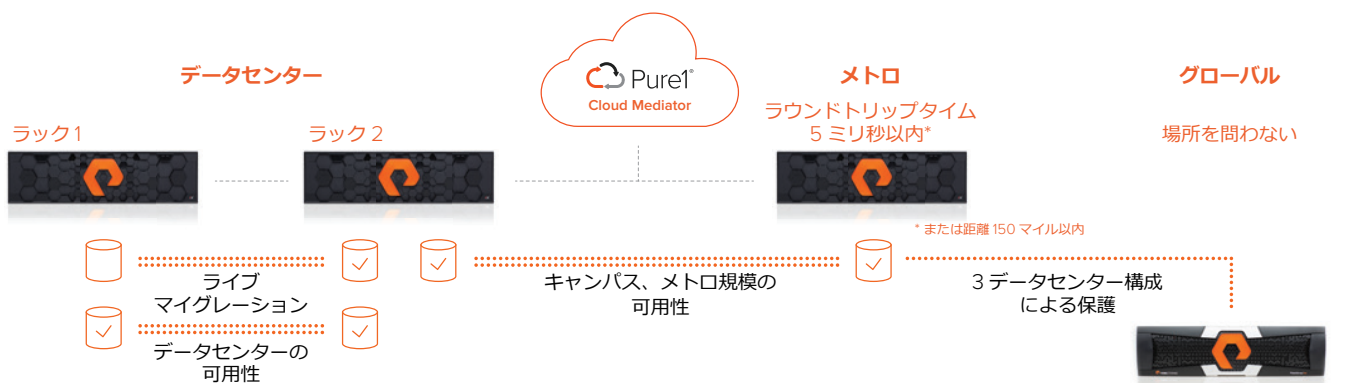 データセンター
Pure1®
Cloud Mediator
メトロ
グローバル
ラウンドトリップタイム
5 ミリ秒以内*
場所を問わない
ラック 1
ラック 2
* または距離 150 マイル以内
ライブ
マイグレーション
キャンパス、メトロ規模の
可用性
3 データセンター構成
による保護
データセンターの
可用性